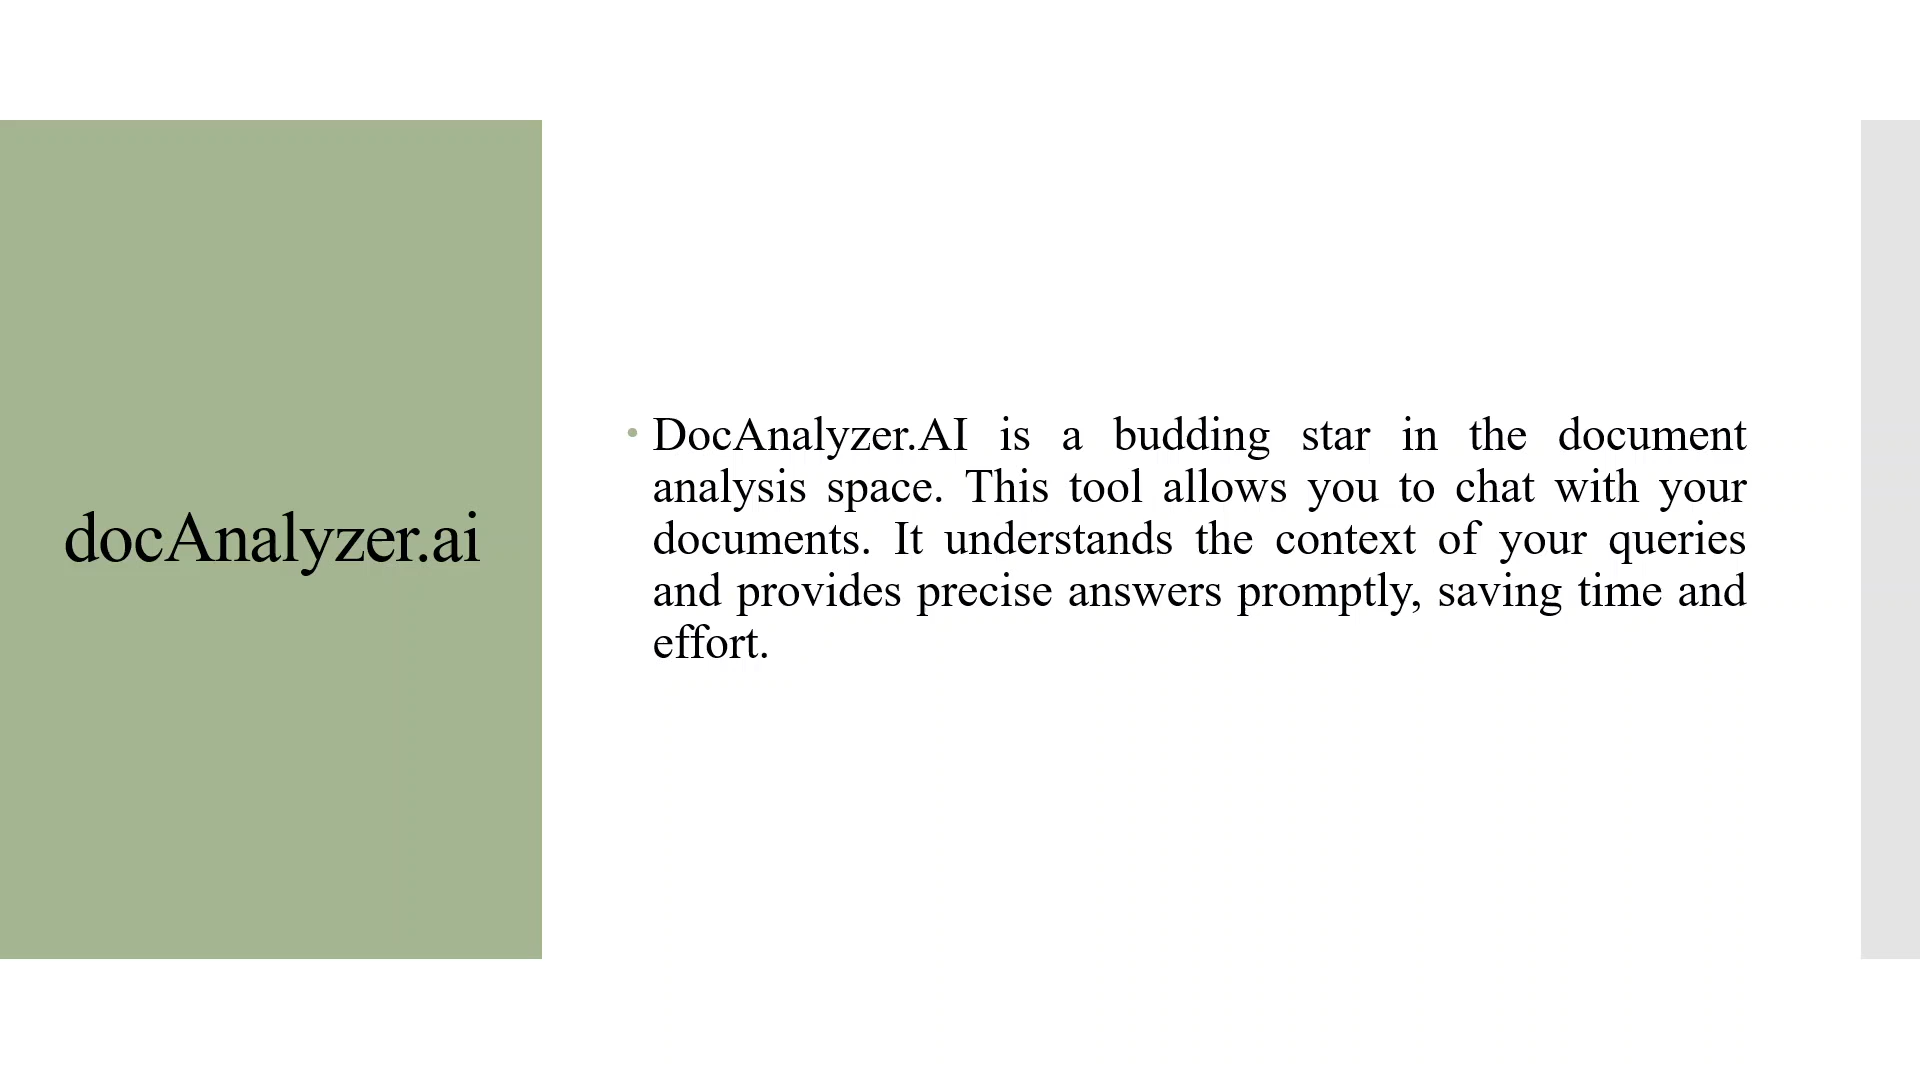 docAnalyzer.ai
• DocAnalyzer.AI is a budding star in the document
analysis space. This tool allows you to chat with your
documents. It understands the context of your queries
and provides precise answers promptly, saving time and
effort.